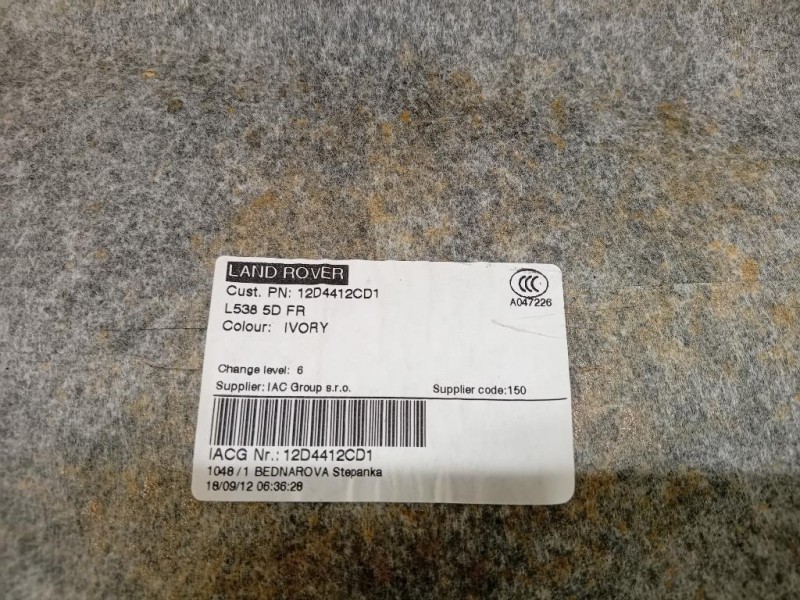 LAND ROVER
Cust. PN: 12D4412CD1
L538 5D FR
Colour: IVORY
CCC
A047226
Change level: 6
Supplier: IAC Group s.r.o. Supplier code: 150
IACG Nr.: 12D4412CD1
1048 / 1 BEDNAROVA Stepanka
18/09/12 06:36:28